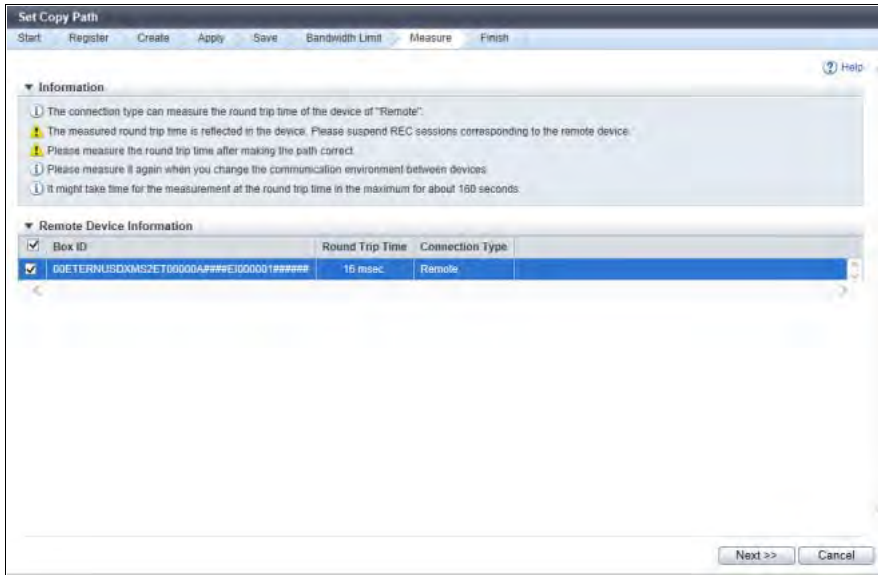 Set Copy Path
Start Register Create Apply Save Bandwidth Limit Measure Finish
Help
Information
The connection type can measure the round trip time of the device of "Remote".
The measured round trip time is reflected in the device. Please suspend REC sessions corresponding to the remote device.
Please measure the round trip time after making the path correct.
Please measure it again when you change the communication environment between devices.
It might take time for the measurement at the round trip time in the maximum for about 160 seconds.
Remote Device Information
Box ID Round Trip Time Connection Type
00ETERNUSDXMS2ET00000A####EI000001###### 16 msec. Remote
Next >> Cancel